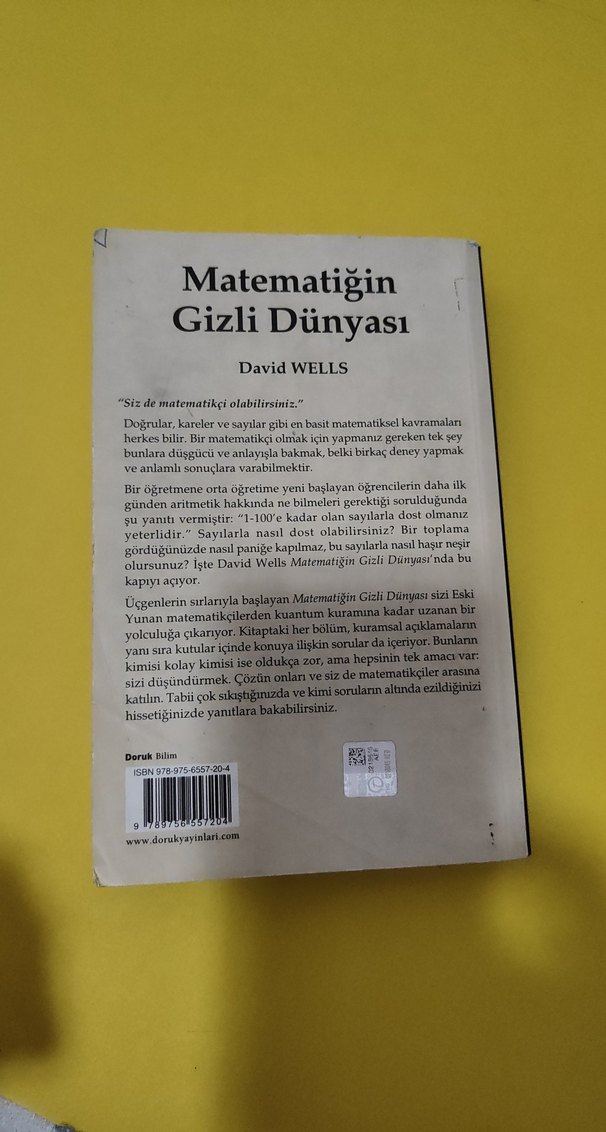 Matematiğin
Gizli Dünyası
David WELLS
"Siz de matematikçi olabilirsiniz."
Doğrular, kareler ve sayılar gibi en basit matematiksel kavramaları
herkes bilir. Bir matematikçi olmak için yapmanız gereken tek şey
bunlara düşgücü ve anlayışla bakmak, belki birkaç deney yapmak
ve anlamlı sonuçlara varabilmektir.
Bir öğretmene orta öğretime yeni başlayan öğrencilerin daha ilk
günden aritmetik hakkında ne bilmeleri gerektiği sorulduğunda
şu yanıtı vermiştir: "1-100'e kadar olan sayılarla dost olmanız
yeterlidir." Sayılarla nasıl dost olabilirsiniz? Bir toplama
gördüğünüzde nasıl paniğe kapılmaz, bu sayılarla nasıl haşır neşir
olursunuz? İşte David Wells Matematiğin Gizli Dünyası'nda bu
kapıyı açıyor.
Üçgenlerin sırlarıyla başlayan Matematiğin Gizli Dünyası sizi Eski
Yunan matematikçilerden kuantum kuramına kadar uzanan bir
yolculuğa çıkarıyor. Kitaptaki her bölüm, kuramsal açıklamaların
yanı sıra kutular içinde konuya ilişkin sorular da içeriyor. Bunların
kimisi kolay kimisi ise oldukça zor, ama hepsinin tek amacı var:
sizi düşündürmek. Çözün onları ve siz de matematikçiler arasına
katılın. Tabii çok sıkıştığınızda ve kimi soruların altında ezildiğinizi
hissettiğinizde yanıtlara bakabilirsiniz.
Doruk Bilim
ISBN 978-975-6557-20-4
9 789756 557204
www.dorukyayinlari.com